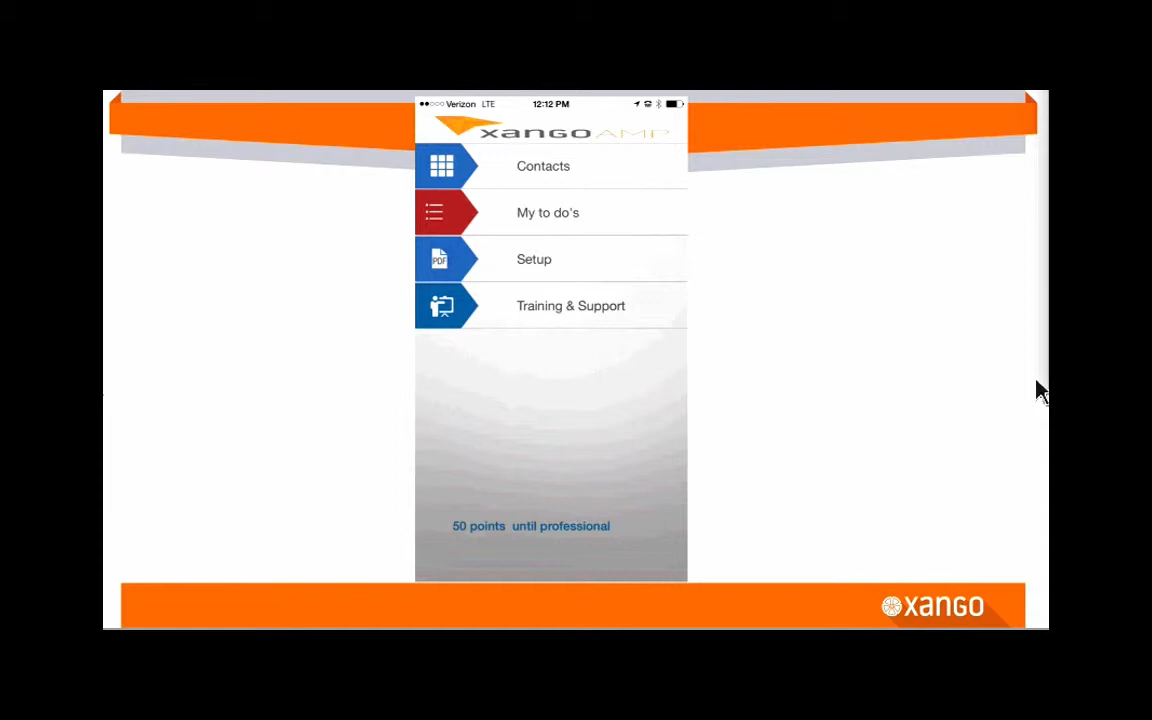 Verizon LTE 12:12 PM
xango AMP
Contacts
My to do's
PDF
Setup
Training & Support
50 points until professional
xango